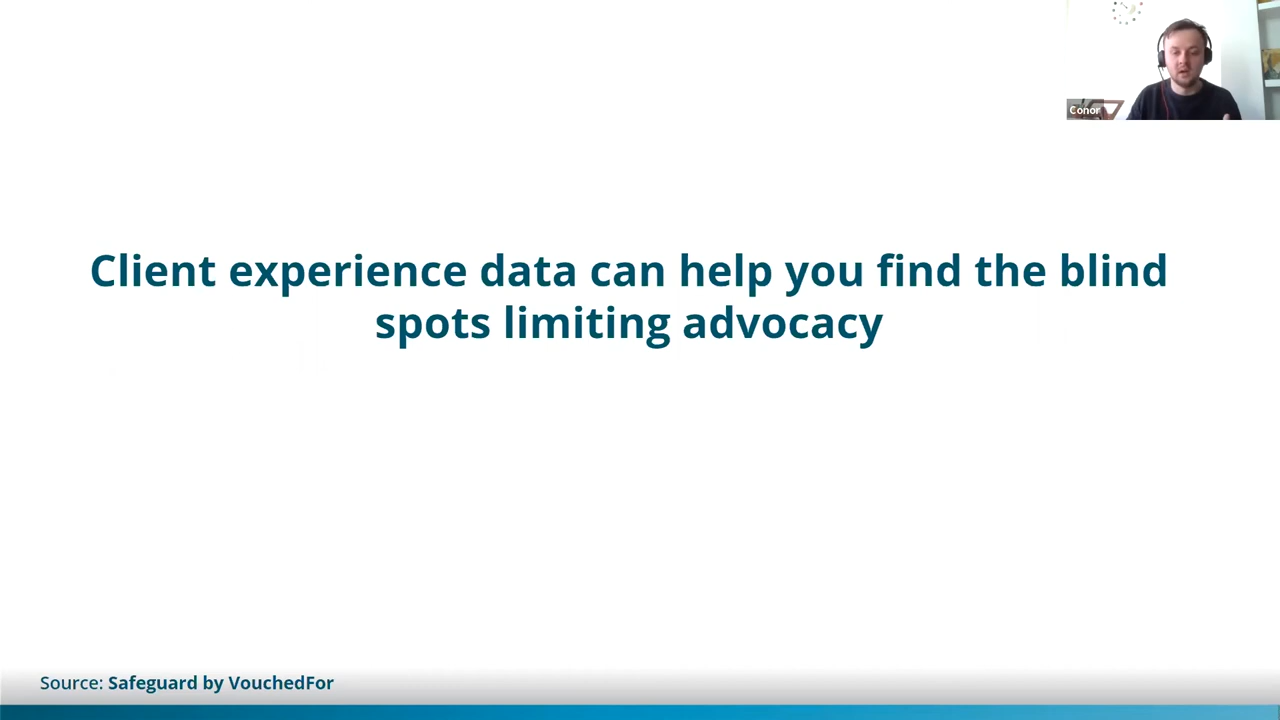 Conor
Client experience data can help you find the blind
spots limiting advocacy
Source: Safeguard by VouchedFor